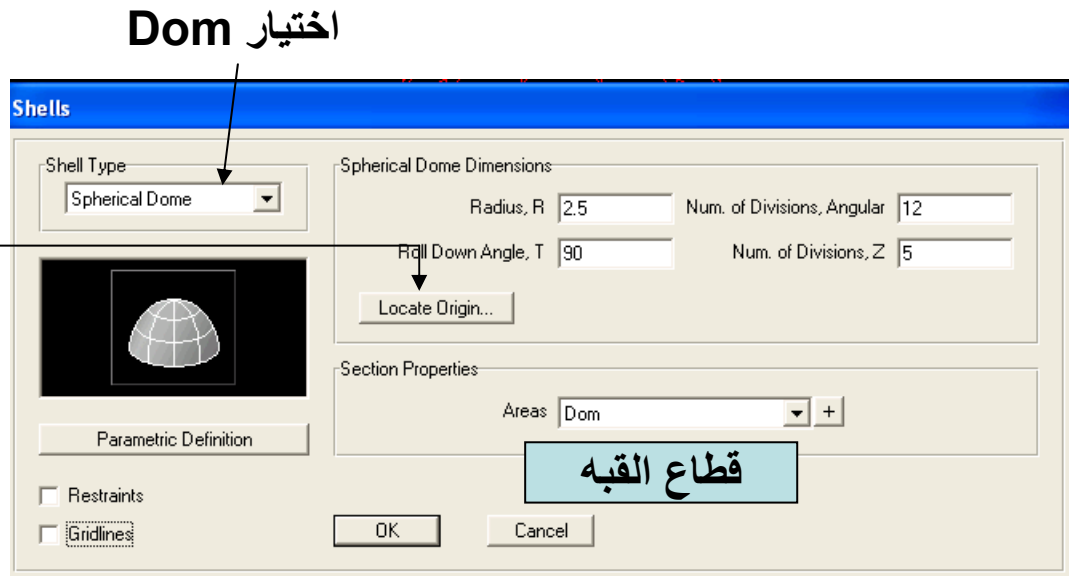 اختيار Dom
Shells
Shell Type
Spherical Dome
Spherical Dome Dimensions
Radius, R 2.5 Num. of Divisions, Angular 12
Roll Down Angle, T 90 Num. of Divisions, Z 5
Locate Origin...
Section Properties
Areas Dom +
Parametric Definition
قطاع القبه
Restraints
Gridlines
OK Cancel